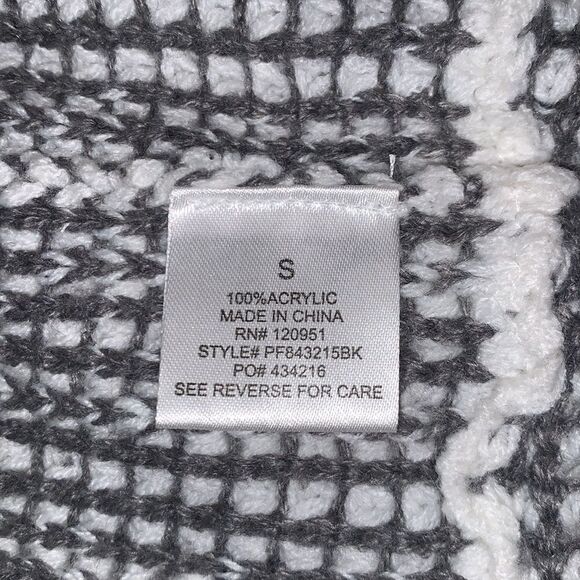 S
100%ACRYLIC
MADE IN CHINA
RN# 120951
STYLE# PF843215BK
PO# 434216
SEE REVERSE FOR CARE